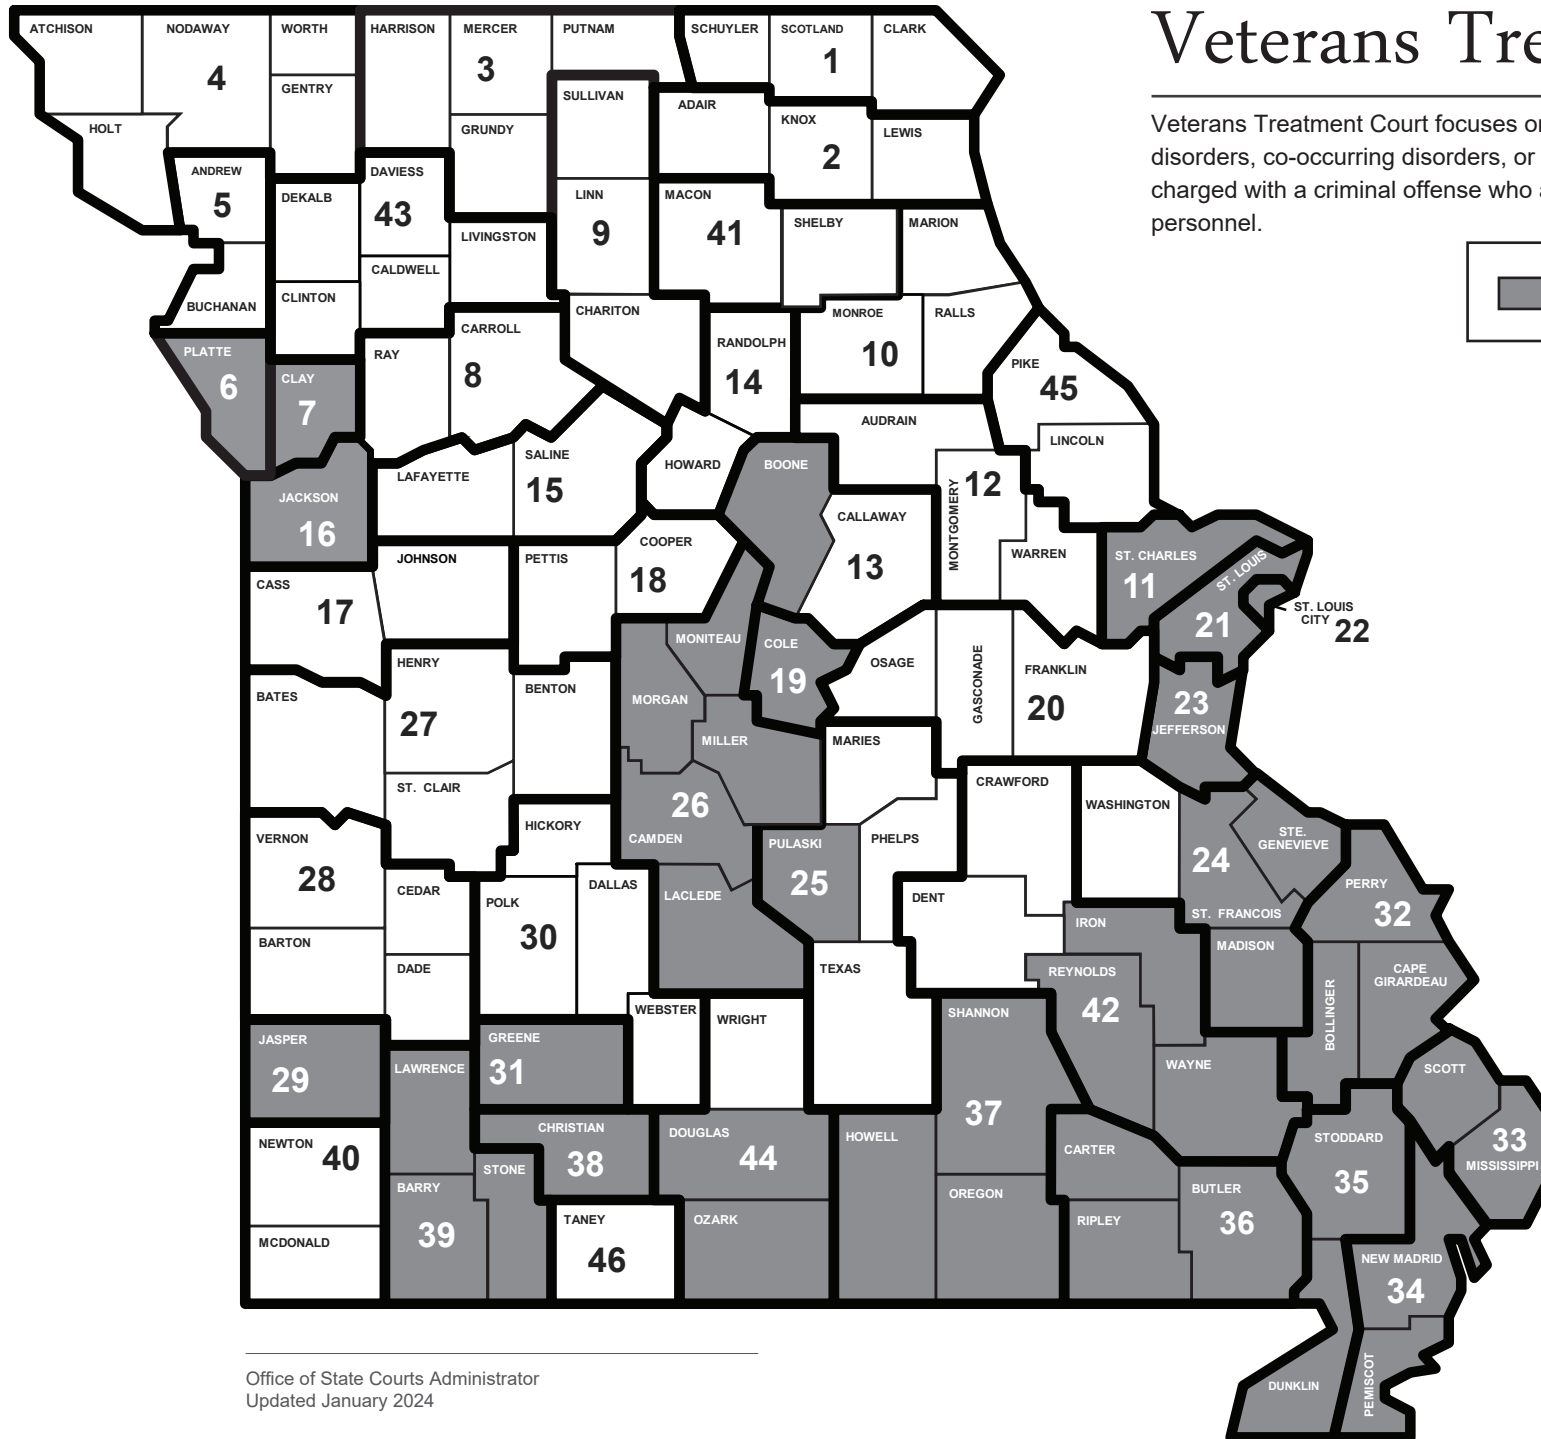 Veterans Tre
Veterans Treatment Court focuses on
disorders, co-occurring disorders, or
charged with a criminal offense who a
personnel.
ATCHISON
NODAWAY
WORTH
HARRISON
MERCER
PUTNAM
SCHUYLER
SCOTLAND
CLARK
4
3
1
GENTRY
SULLIVAN
ADAIR
HOLT
GRUNDY
KNOX
LEWIS
2
ANDREW
DAVIESS
5
DEKALB
43
LINN
MACON
LIVINGSTON
9
41
SHELBY
MARION
CALDWELL
BUCHANAN
CLINTON
CHARITON
MONROE
RALLS
CARROLL
RANDOLPH
PLATTE
RAY
10
6
CLAY
8
14
PIKE
45
7
AUDRAIN
LINCOLN
SALINE
LAFAYETTE
HOWARD
BOONE
JACKSON
15
12
16
MONTGOMERY
CALLAWAY
COOPER
JOHNSON
PETTIS
WARREN
ST. CHARLES
ST. LOUIS
CASS
18
13
11
17
ST. LOUIS
CITY
22
21
MONITEAU
COLE
HENRY
OSAGE
GASCONADE
FRANKLIN
19
BATES
BENTON
MORGAN
20
23
27
JEFFERSON
MILLER
MARIES
ST. CLAIR
CRAWFORD
WASHINGTON
26
HICKORY
VERNON
CAMDEN
PULASKI
PHELPS
STE.
GENEVIEVE
24
28
25
CEDAR
DALLAS
LACLEDE
DENT
PERRY
POLK
32
30
IRON
ST. FRANCOIS
BARTON
MADISON
DADE
TEXAS
REYNOLDS
CAPE
GIRARDEAU
WEBSTER
WRIGHT
SHANNON
42
BOLLINGER
JASPER
GREENE
LAWRENCE
31
WAYNE
SCOTT
29
37
CHRISTIAN
DOUGLAS
HOWELL
STODDARD
33
NEWTON
40
38
44
CARTER
MISSISSIPPI
STONE
BARRY
OREGON
BUTLER
35
TANEY
OZARK
RIPLEY
36
39
MCDONALD
46
NEW MADRID
34
PEMISCOT
DUNKLIN
Office of State Courts Administrator
Updated January 2024